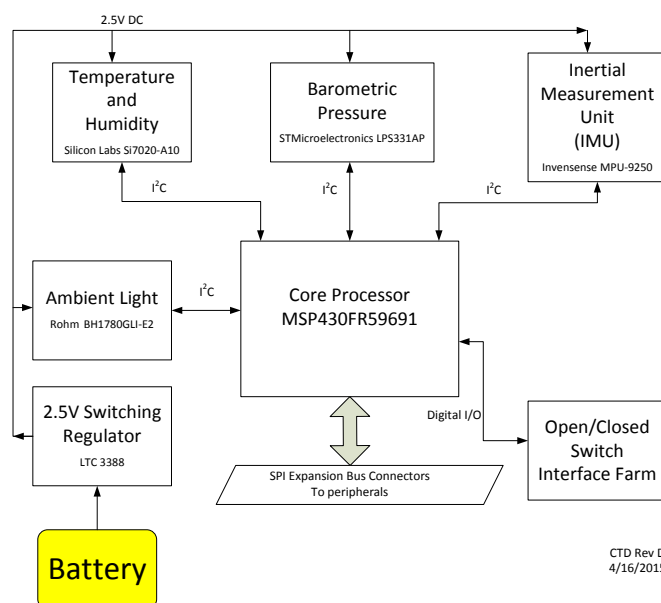 2.5V DC
Temperature
and
Humidity
Silicon Labs Si7020-A10
Barometric
Pressure
STMicroelectronics LPS331AP
Inertial
Measurement
Unit
(IMU)
Invensense MPU-9250
I²C
I²C
I²C
Ambient Light
Rohm BH1780GLI-E2
I²C
Core Processor
MSP430FR59691
2.5V Switching
Regulator
LTC 3388
Digital I/O
Open/Closed
Switch
Interface Farm
SPI Expansion Bus Connectors
To peripherals
Battery
CTD Rev D
4/16/2015